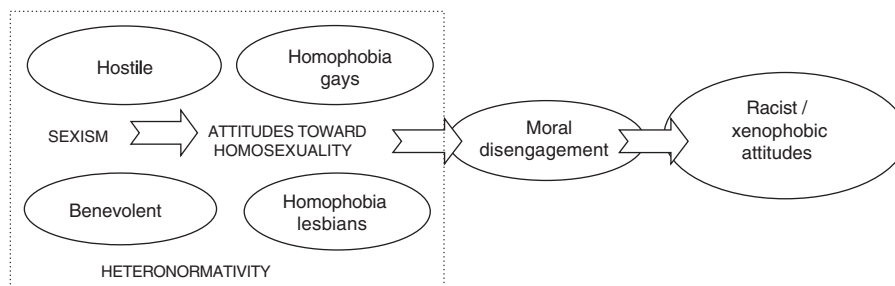 Hostile
Homophobia
gays
SEXISM
ATTITUDES TOWARD
HOMOSEXUALITY
Moral
disengagement
Racist /
xenophobic
attitudes
Benevolent
Homophobia
lesbians
HETERONORMATIVITY